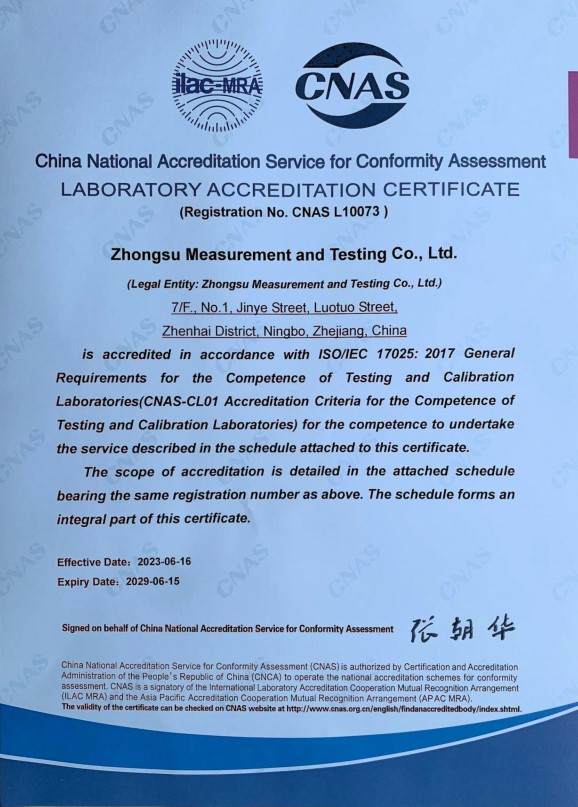 ilac-MRA
CNAS
China National Accreditation Service for Conformity Assessment
LABORATORY ACCREDITATION CERTIFICATE
(Registration No. CNAS L10073 )
Zhongsu Measurement and Testing Co., Ltd.
(Legal Entity: Zhongsu Measurement and Testing Co., Ltd.)
7/F., No.1, Jinye Street, Luotuo Street,
Zhenhai District, Ningbo, Zhejiang, China
is accredited in accordance with ISO/IEC 17025: 2017 General
Requirements for the Competence of Testing and Calibration
Laboratories(CNAS-CL01 Accreditation Criteria for the Competence of
Testing and Calibration Laboratories) for the competence to undertake
the service described in the schedule attached to this certificate.
The scope of accreditation is detailed in the attached schedule
bearing the same registration number as above. The schedule forms an
integral part of this certificate.
Effective Date：2023-06-16
Expiry Date：2029-06-15
Signed on behalf of China National Accreditation Service for Conformity Assessment 张朝华
China National Accreditation Service for Conformity Assessment (CNAS) is authorized by Certification and Accreditation
Administration of the People's Republic of China (CNCA) to operate the national accreditation schemes for conformity
assessment. CNAS is a signatory of the International Laboratory Accreditation Cooperation Mutual Recognition Arrangement
(ILAC MRA) and the Asia Pacific Accreditation Cooperation Mutual Recognition Arrangement (APAC MRA).
The validity of the certificate can be checked on CNAS website at http://www.cnas.org.cn/english/findanaccreditedbody/index.shtml.